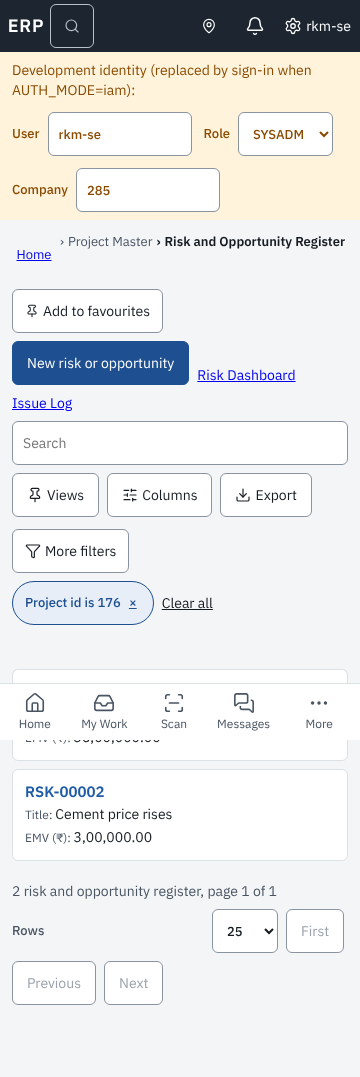 ERP
rkm-se
Development identity (replaced by sign-in when
AUTH_MODE=iam):
User rkm-se Role SYSADM
Company 285
Home › Project Master › Risk and Opportunity Register
Add to favourites
New risk or opportunity Risk Dashboard
Issue Log
Search
Views Columns Export
More filters
Project id is 176 × Clear all
Home My Work Scan Messages More
RSK-00002
Title: Cement price rises
EMV (₹): 3,00,000.00
2 risk and opportunity register, page 1 of 1
Rows 25 First
Previous Next